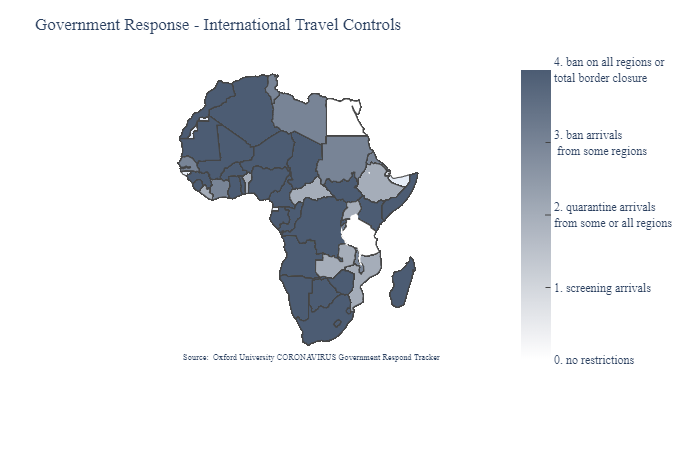 Government Response - International Travel Controls
4. ban on all regions or
total border closure
3. ban arrivals
from some regions
2. quarantine arrivals
from some or all regions
1. screening arrivals
0. no restrictions
Source: Oxford University CORONAVIRUS Government Respond Tracker